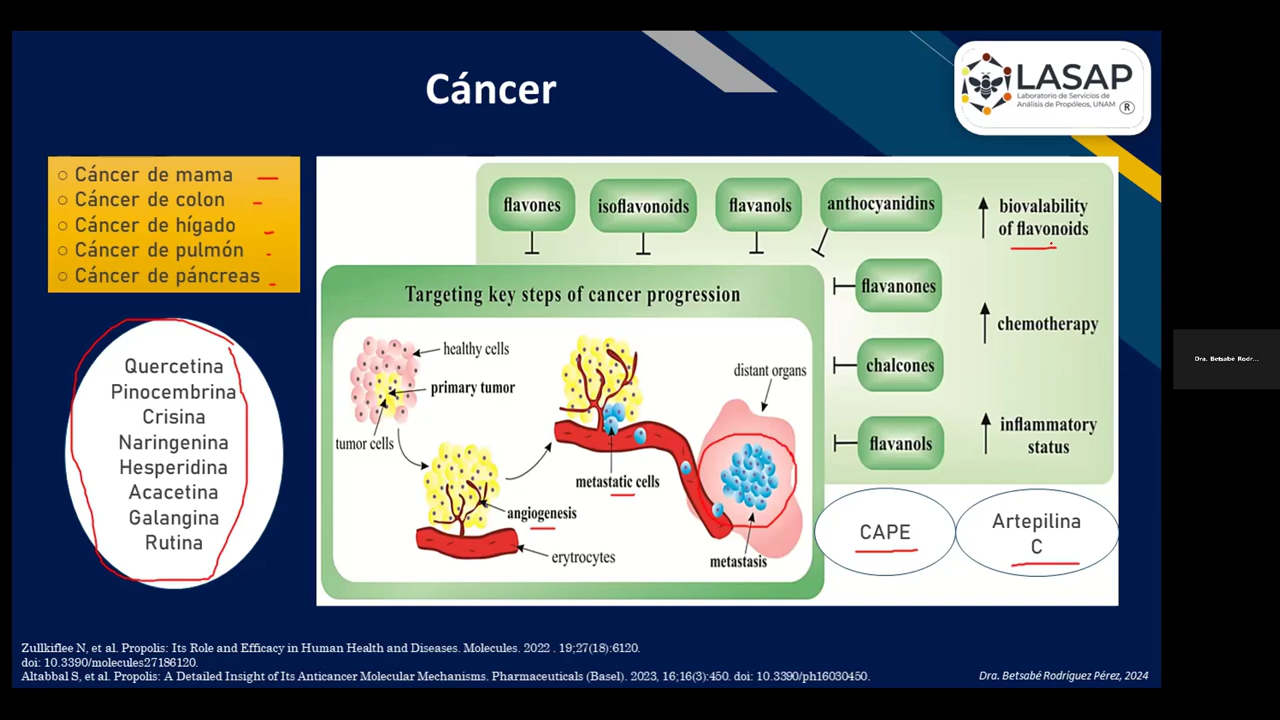 Cáncer
LASAP
Laboratorio de Servicios de
Análisis de Propóleos, UNAM
®
○ Cáncer de mama
○ Cáncer de colon
○ Cáncer de hígado
○ Cáncer de pulmón
○ Cáncer de páncreas
Quercetina
Pinocembrina
Crisina
Naringenina
Hesperidina
Acacetina
Galangina
Rutina
flavones
isoflavonoids
flavanols
anthocyanidins
biovalability
of flavonoids
flavanones
chemotherapy
chalcones
inflammatory
status
flavanols
Targeting key steps of cancer progression
healthy cells
primary tumor
tumor cells
distant organs
metastatic cells
angiogenesis
erytrocytes
metastasis
CAPE
Artepilina
C
Zullkiflee N, et al. Propolis: Its Role and Efficacy in Human Health and Diseases. Molecules. 2022 . 19;27(18):6120.
doi: 10.3390/molecules27186120.
Altabbal S, et al. Propolis: A Detailed Insight of Its Anticancer Molecular Mechanisms. Pharmaceuticals (Basel). 2023, 16;16(3):450. doi: 10.3390/ph16030450.
Dra. Betsabé Rodríguez Pérez, 2024
Dra. Betsabé Rodr...